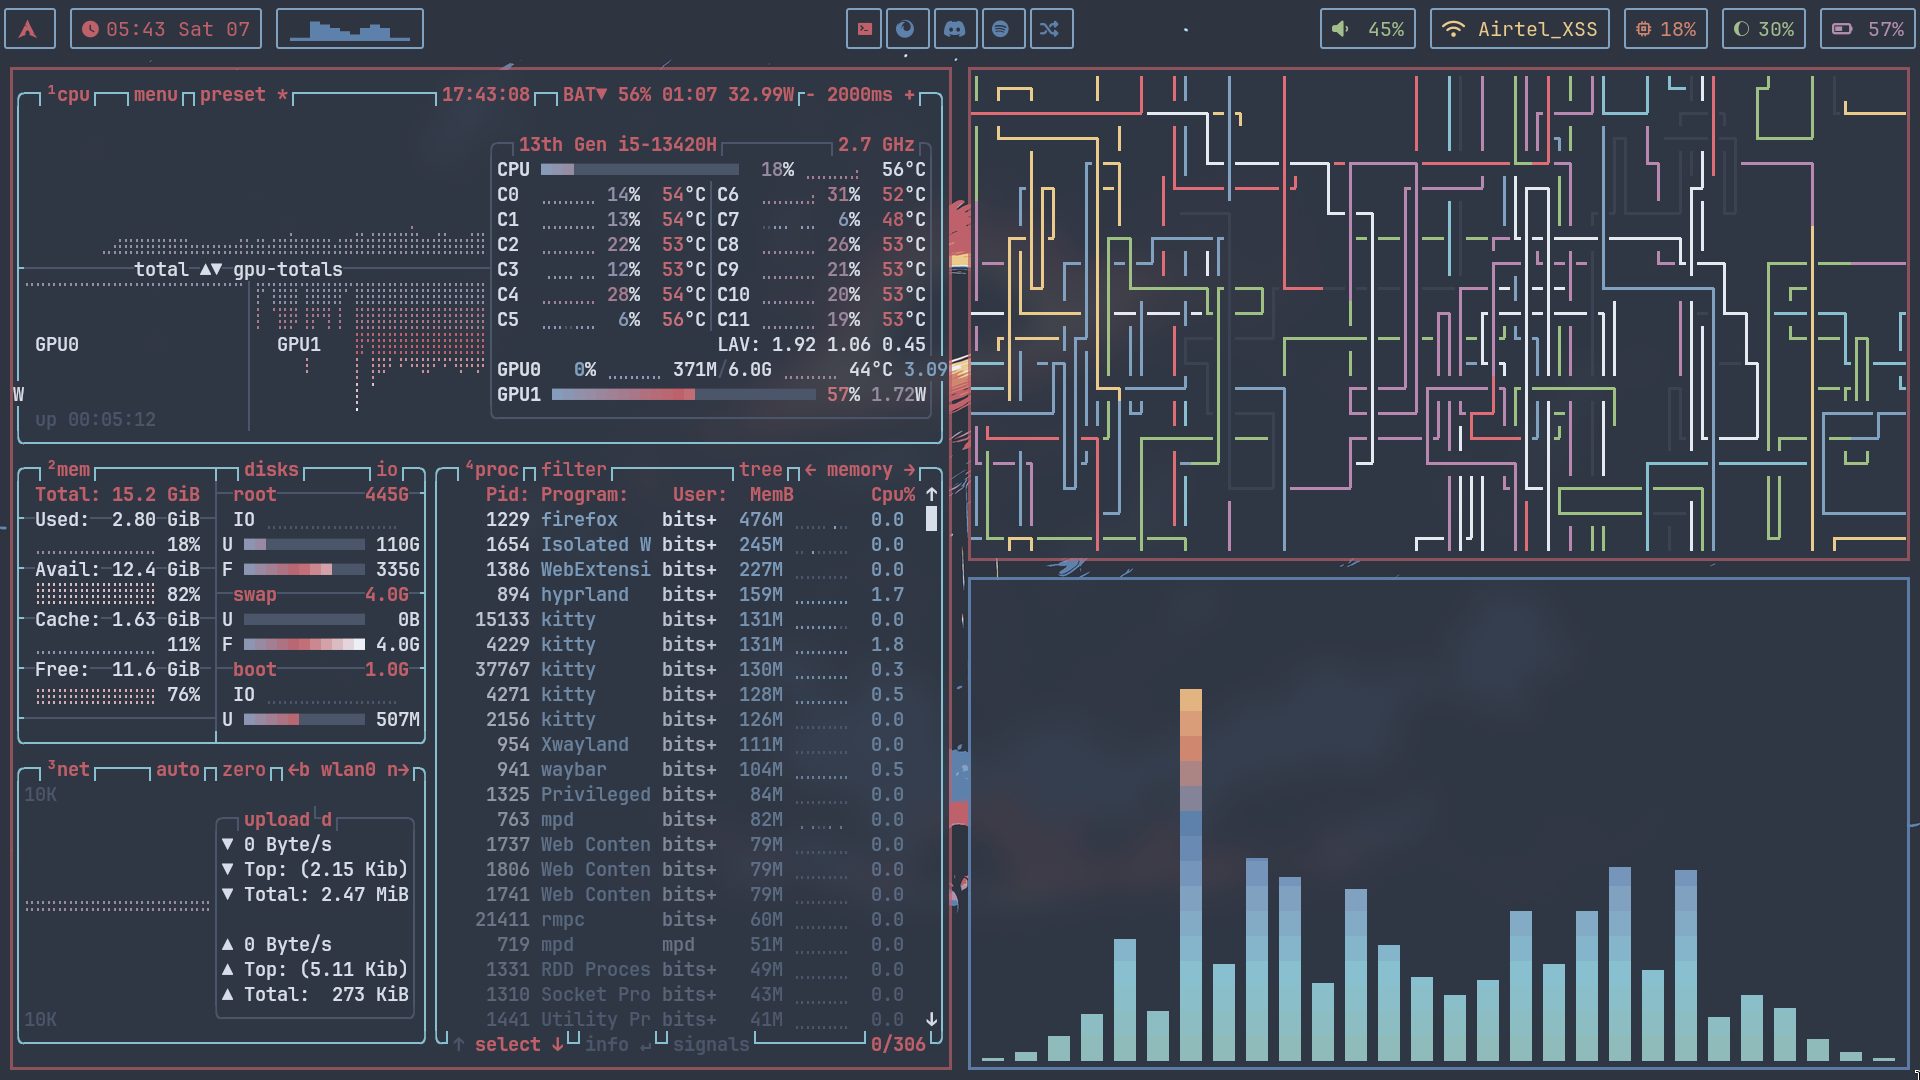 05:43 Sat 07
45%
Airtel_XSS
18%
30%
57%
¹cpu menu preset * 17:43:08 BAT▼ 56% 01:07 32.99W - 2000ms +
13th Gen i5-13420H 2.7 GHz
CPU 18% 56°C
C0 14% 54°C C6 31% 52°C
C1 13% 54°C C7 6% 48°C
C2 22% 53°C C8 26% 53°C
total ▲▼ gpu-totals
C3 12% 53°C C9 21% 53°C
C4 28% 54°C C10 20% 53°C
C5 6% 56°C C11 19% 53°C
GPU0 GPU1
LAV: 1.92 1.06 0.45
GPU0 0% 371M/6.0G 44°C 3.09
W
GPU1 57% 1.72W
up 00:05:12
²mem disks io
Total: 15.2 GiB root 445G
Used: 2.80 GiB IO
18% U 110G
Avail: 12.4 GiB F 335G
82% swap 4.0G
Cache: 1.63 GiB U 0B
11% F 4.0G
Free: 11.6 GiB boot 1.0G
76% IO
U 507M
³net auto zero ←b wlan0 n→
10K
upload d
▼ 0 Byte/s
▼ Top: (2.15 Kib)
▼ Total: 2.47 MiB
▲ 0 Byte/s
▲ Top: (5.11 Kib)
▲ Total: 273 KiB
10K
⁴proc filter tree ← memory →
Pid: Program: User: MemB Cpu% ↑
1229 firefox bits+ 476M 0.0
1654 Isolated W bits+ 245M 0.0
1386 WebExtensi bits+ 227M 0.0
894 hyprland bits+ 159M 1.7
15133 kitty bits+ 131M 0.0
4229 kitty bits+ 131M 1.8
37767 kitty bits+ 130M 0.3
4271 kitty bits+ 128M 0.5
2156 kitty bits+ 126M 0.0
954 Xwayland bits+ 111M 0.0
941 waybar bits+ 104M 0.5
1325 Privileged bits+ 84M 0.0
763 mpd bits+ 82M 0.0
1737 Web Conten bits+ 79M 0.0
1806 Web Conten bits+ 79M 0.0
1741 Web Conten bits+ 79M 0.0
21411 rmpc bits+ 60M 0.0
719 mpd mpd 51M 0.0
1331 RDD Proces bits+ 49M 0.0
1310 Socket Pro bits+ 43M 0.0
1441 Utility Pr bits+ 41M 0.0 ↓
↑ select ↓ info ↵ signals 0/306